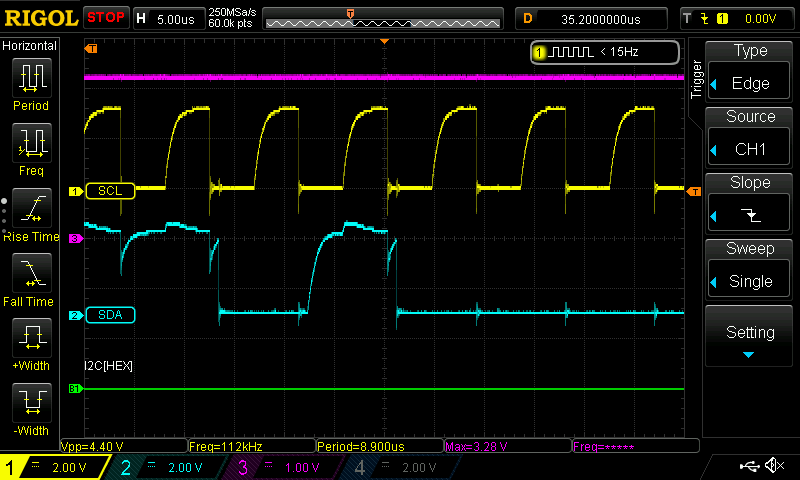 RIGOL STOP H 5.00us 250MSa/s 60.0k pts D 35.2000000us T 1 0.00V
Horizontal
T
1 < 15Hz
Period
Freq
Rise Time
Fall Time
+Width
-Width
1 SCL
3
2 SDA
I2C[HEX]
B1
T
Trigger
Type
Edge
Source
CH1
Slope
Sweep
Single
Setting
Vpp=4.40 V Freq=112kHz Period=8.900us Max=3.28 V Freq=*****
1 2.00 V 2 2.00 V 3 1.00 V 4 2.00 V